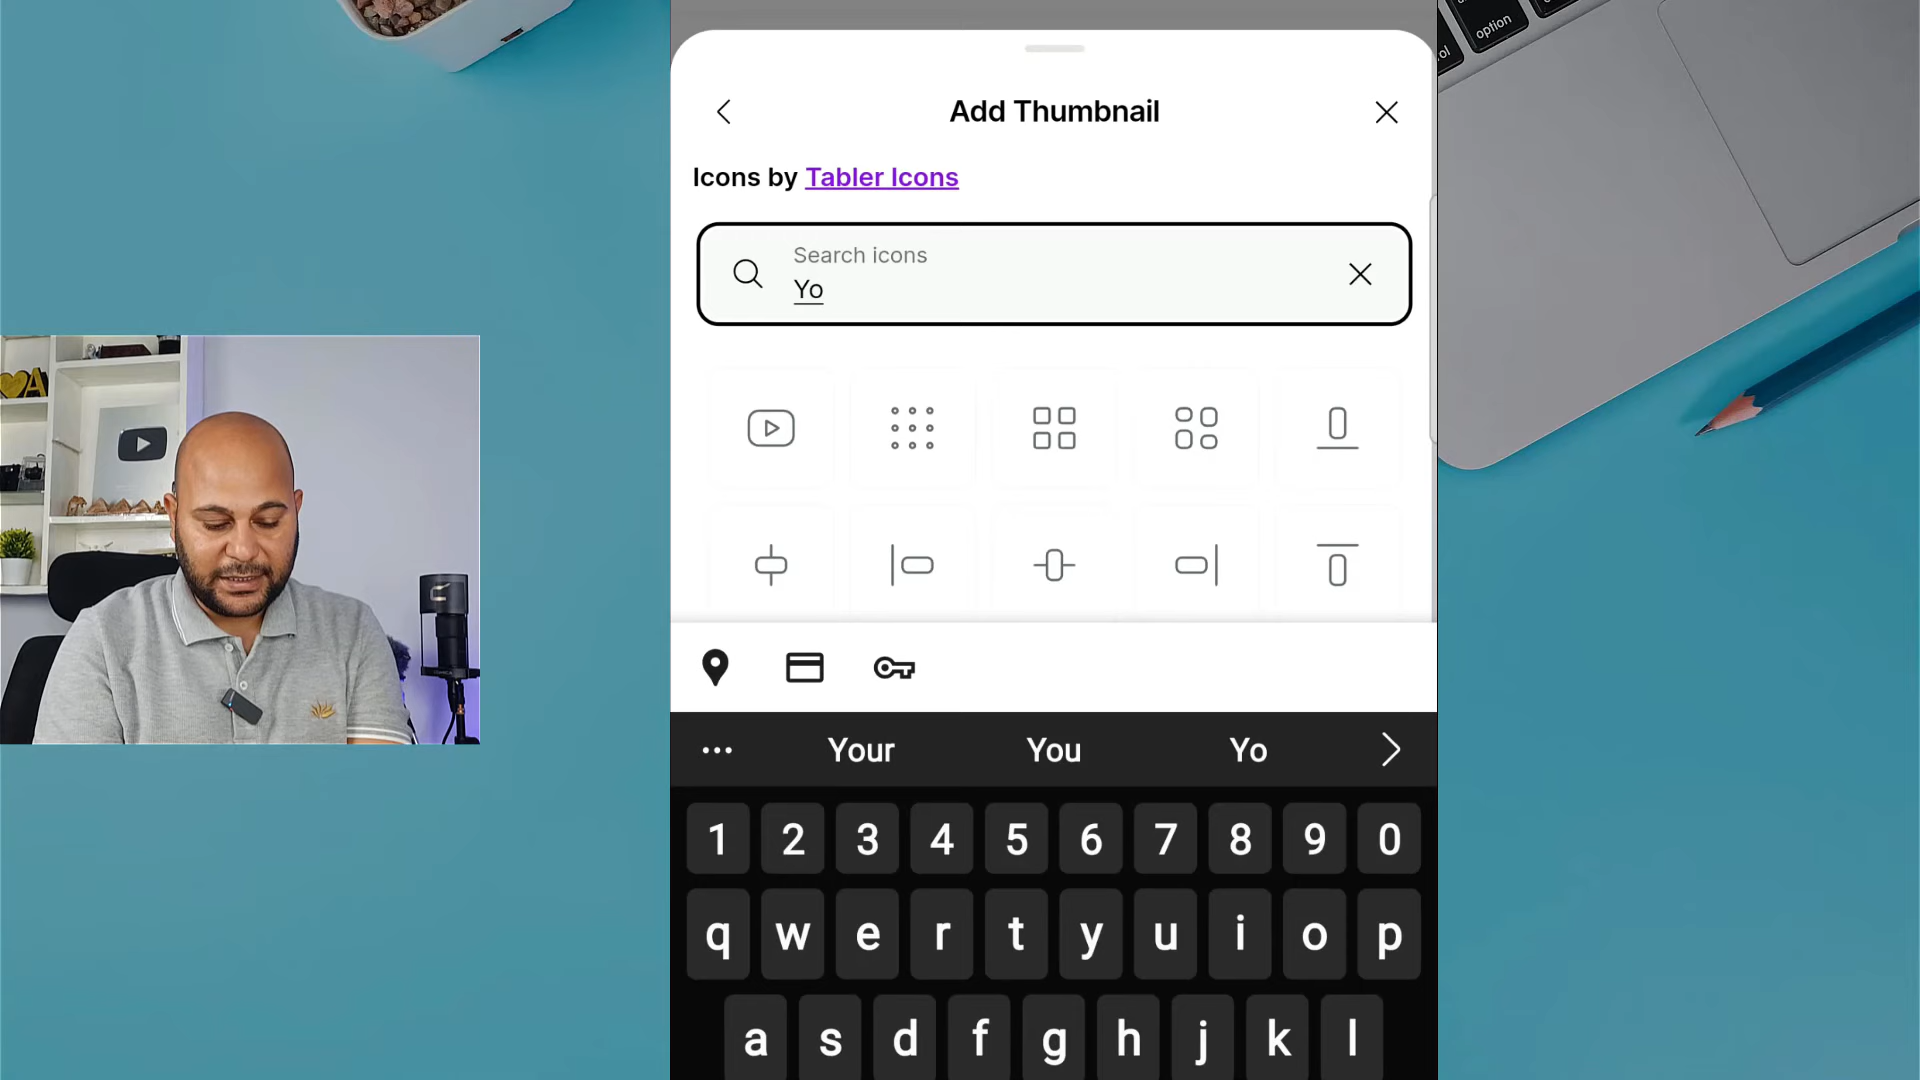 option
ol
Add Thumbnail
Icons by Tabler Icons
Search icons
Yo
A
... Your You Yo
1 2 3 4 5 6 7 8 9 0
q w e r t y u i o p
a s d f g h j k l